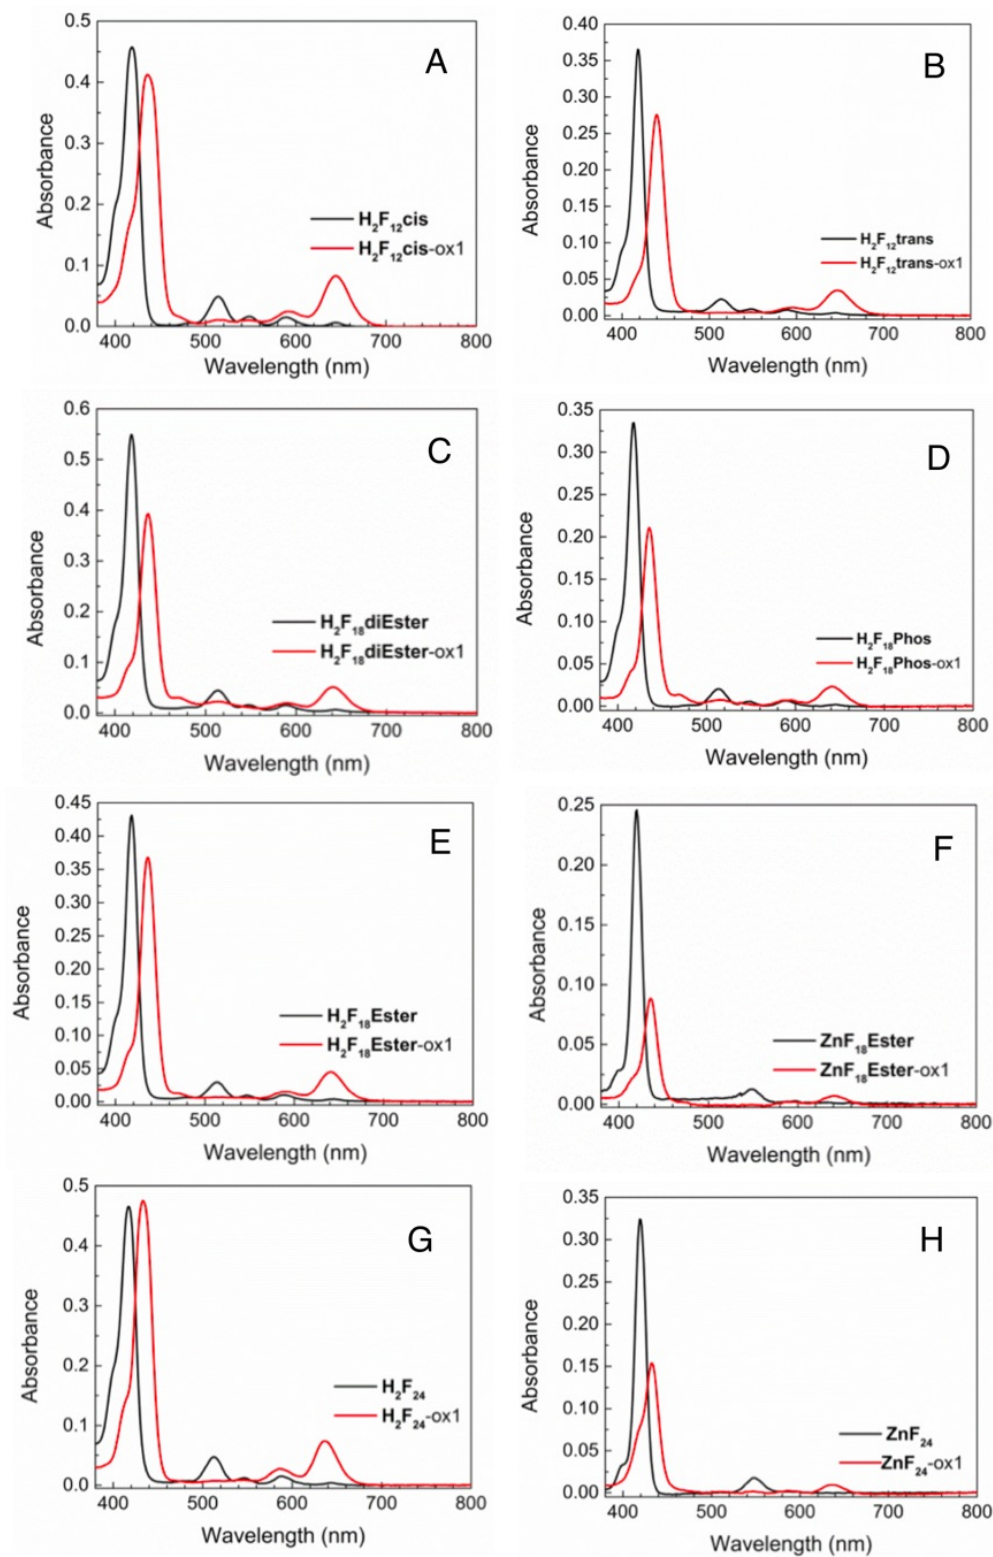 A
0.5
0.4
0.3
0.2
0.1
0.0
Absorbance
H₂F₁₂cis
H₂F₁₂cis-ox1
400 500 600 700 800
Wavelength (nm)
B
0.40
0.35
0.30
0.25
0.20
0.15
0.10
0.05
0.00
Absorbance
H₂F₁₂trans
H₂F₁₂trans-ox1
400 500 600 700 800
Wavelength (nm)
C
0.6
0.5
0.4
0.3
0.2
0.1
0.0
Absorbance
H₂F₁₈diEster
H₂F₁₈diEster-ox1
400 500 600 700 800
Wavelength (nm)
D
0.35
0.30
0.25
0.20
0.15
0.10
0.05
0.00
Absorbance
H₂F₁₈Phos
H₂F₁₈Phos-ox1
400 500 600 700 800
Wavelength (nm)
E
0.45
0.40
0.35
0.30
0.25
0.20
0.15
0.10
0.05
0.00
Absorbance
H₂F₁₈Ester
H₂F₁₈Ester-ox1
400 500 600 700 800
Wavelength (nm)
F
0.25
0.20
0.15
0.10
0.05
0.00
Absorbance
ZnF₁₈Ester
ZnF₁₈Ester-ox1
400 500 600 700 800
Wavelength (nm)
G
0.5
0.4
0.3
0.2
0.1
0.0
Absorbance
H₂F₂₄
H₂F₂₄-ox1
400 500 600 700 800
Wavelength (nm)
H
0.35
0.30
0.25
0.20
0.15
0.10
0.05
0.00
Absorbance
ZnF₂₄
ZnF₂₄-ox1
400 500 600 700 800
Wavelength (nm)